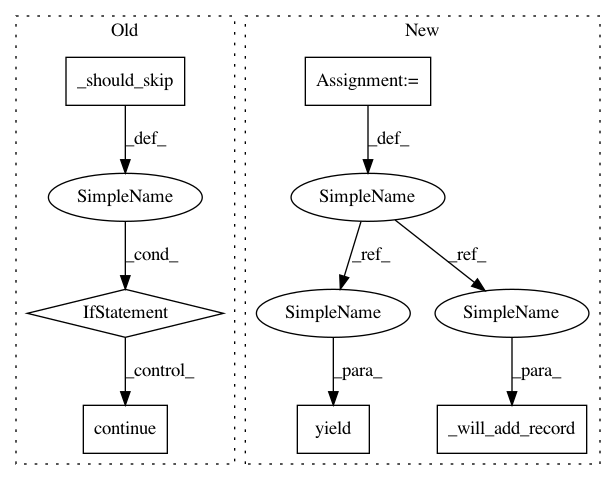 Old
New
_should_skip
Assignment:=
_def_
_def_
SimpleName
SimpleName
_cond_
_ref_
_ref_
IfStatement
SimpleName
SimpleName
_control_
_para_
_para_
continue
yield
_will_add_record